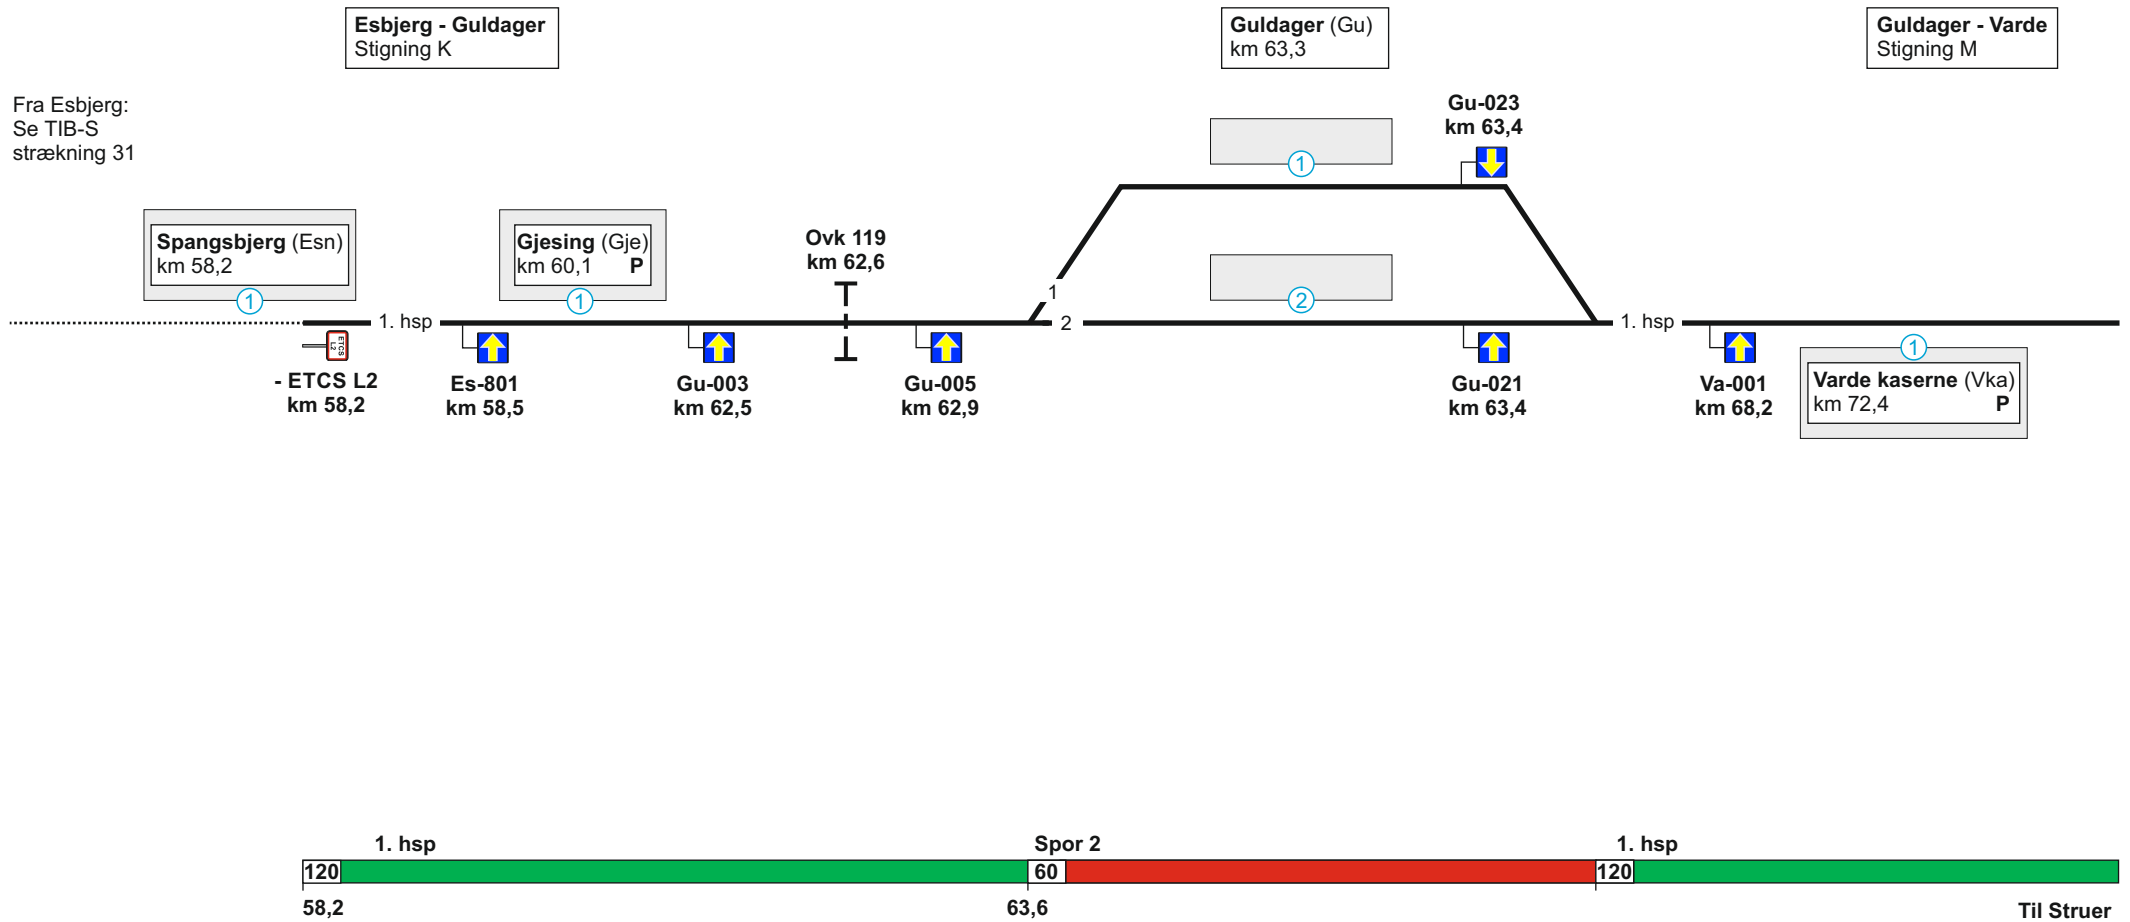 Esbjerg - Guldager
Stigning K
Guldager (Gu)
km 63,3
Guldager - Varde
Stigning M
Fra Esbjerg:
Se TIB-S
strækning 31
Gu-023
km 63,4
1
Spangsbjerg (Esn)
km 58,2
1
Gjesing (Gje)
km 60,1 P
1
Ovk 119
km 62,6
1
2
2
1. hsp
1. hsp
ETCS
L2
- ETCS L2
km 58,2
Es-801
km 58,5
Gu-003
km 62,5
Gu-005
km 62,9
Gu-021
km 63,4
Va-001
km 68,2
1
Varde kaserne (Vka)
km 72,4 P
1. hsp
Spor 2
1. hsp
120
60
120
58,2
63,6
Til Struer